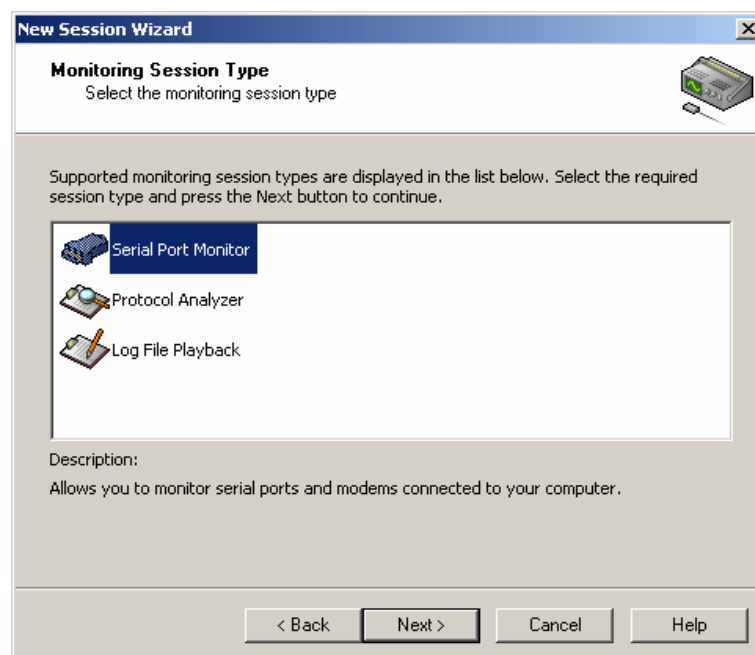 New Session Wizard
Monitoring Session Type
Select the monitoring session type
Supported monitoring session types are displayed in the list below. Select the required
session type and press the Next button to continue.
Serial Port Monitor
Protocol Analyzer
Log File Playback
Description:
Allows you to monitor serial ports and modems connected to your computer.
< Back
Next >
Cancel
Help